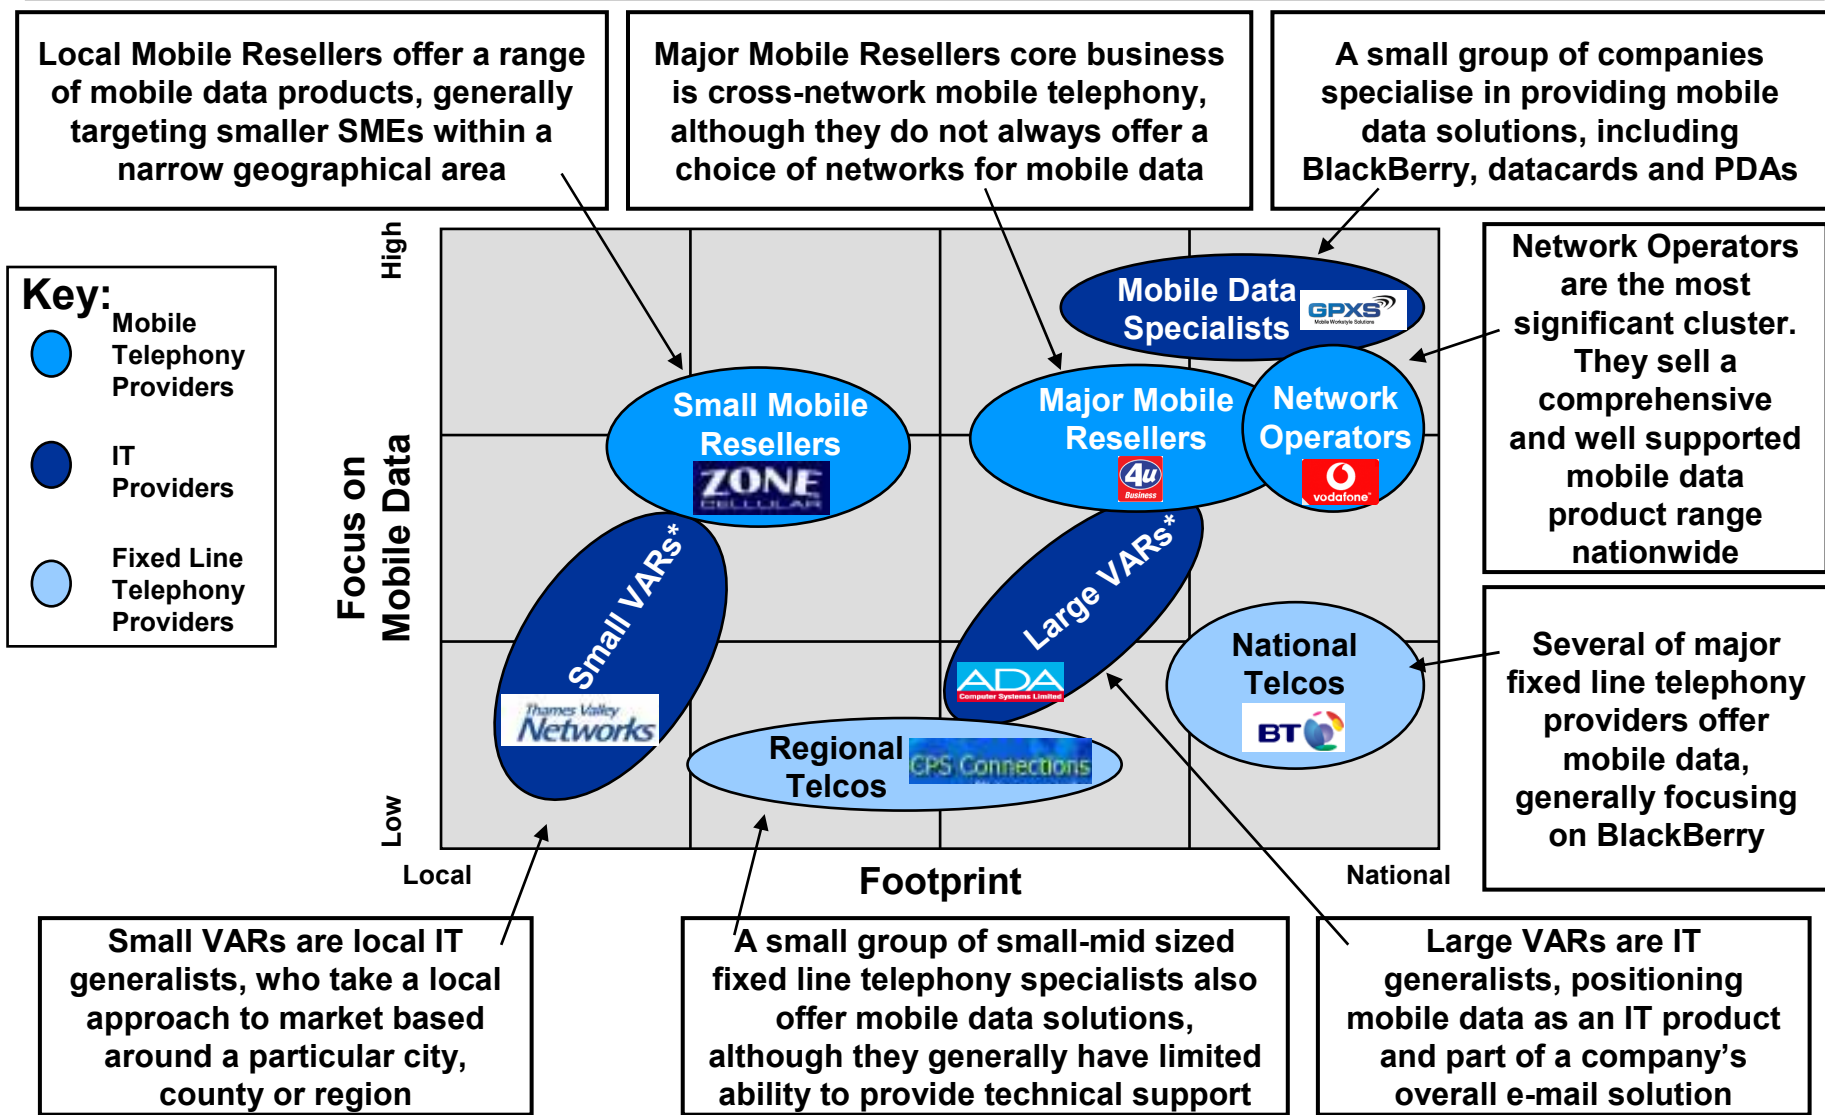 Local Mobile Resellers offer a range
of mobile data products, generally
targeting smaller SMEs within a
narrow geographical area
Major Mobile Resellers core business
is cross-network mobile telephony,
although they do not always offer a
choice of networks for mobile data
A small group of companies
specialise in providing mobile
data solutions, including
BlackBerry, datacards and PDAs
Key:
Mobile
Telephony
Providers
IT
Providers
Fixed Line
Telephony
Providers
High
Focus on
Mobile Data
Low
Mobile Data
Specialists
GPXS
Mobile Workstyle Solutions
Small Mobile
Resellers
ZONE
CELLULAR
Major Mobile
Resellers
4u
Business
Network
Operators
vodafone
Small VARs*
Thames Valley
Networks
Large VARs*
ADA
Computer Systems Limited
National
Telcos
BT
Regional
Telcos
CPS Connections
Local
Footprint
National
Network Operators
are the most
significant cluster.
They sell a
comprehensive
and well supported
mobile data
product range
nationwide
Several of major
fixed line telephony
providers offer
mobile data,
generally focusing
on BlackBerry
Small VARs are local IT
generalists, who take a local
approach to market based
around a particular city,
county or region
A small group of small-mid sized
fixed line telephony specialists also
offer mobile data solutions,
although they generally have limited
ability to provide technical support
Large VARs are IT
generalists, positioning
mobile data as an IT product
and part of a company’s
overall e-mail solution